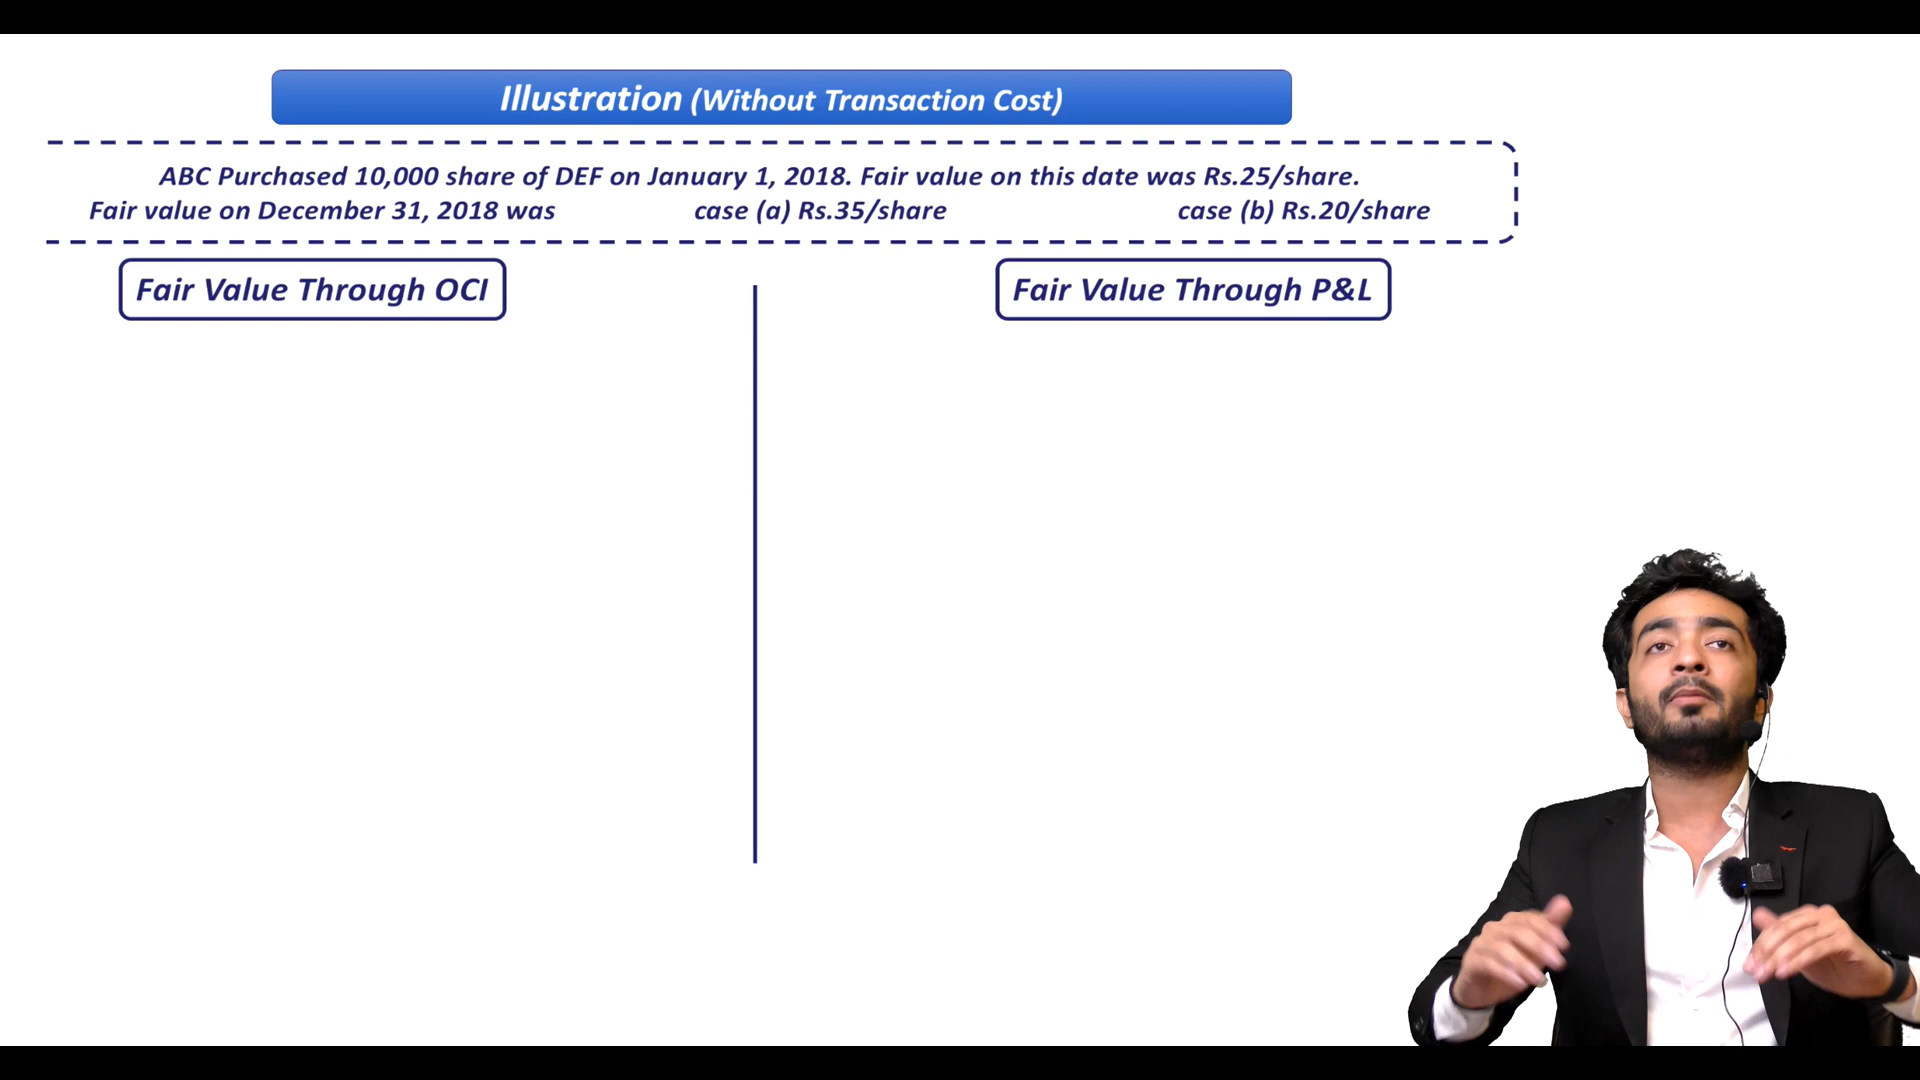 Illustration (Without Transaction Cost)
ABC Purchased 10,000 share of DEF on January 1, 2018. Fair value on this date was Rs.25/share.
Fair value on December 31, 2018 was case (a) Rs.35/share case (b) Rs.20/share
Fair Value Through OCI
Fair Value Through P&L